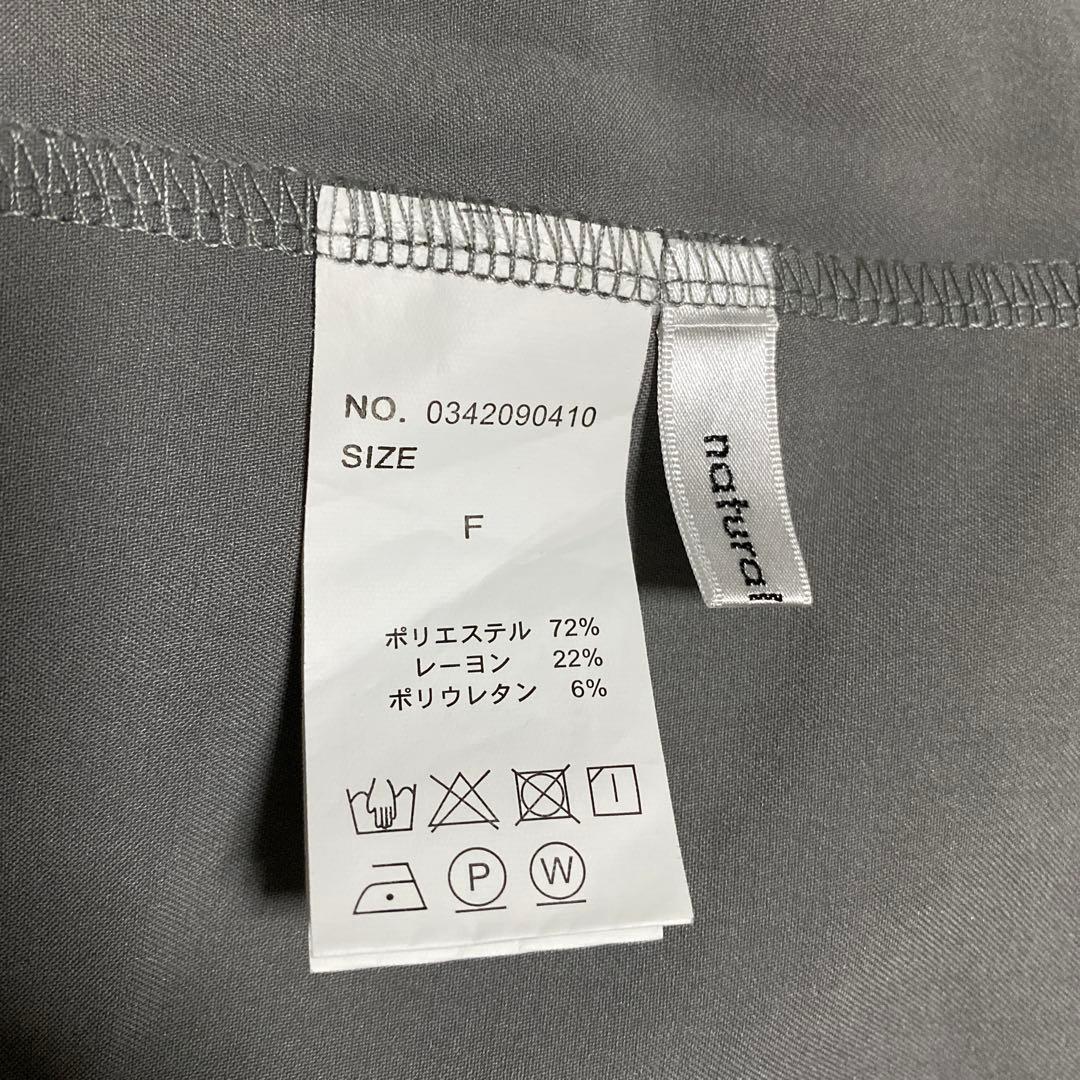 NO. 0342090410
SIZE
F
ポリエステル 72%
レーヨン 22%
ポリウレタン 6%
P W
natural